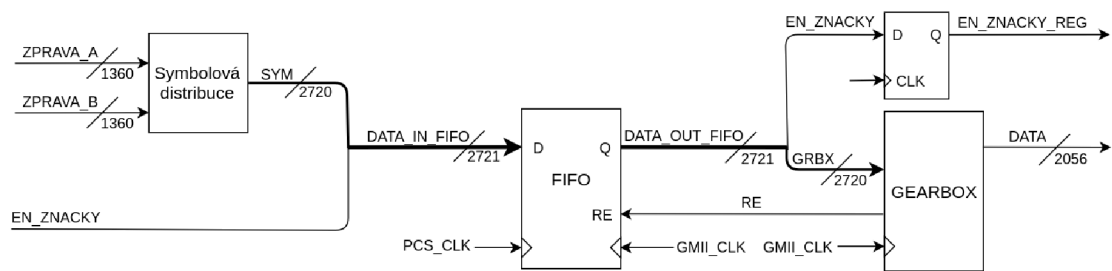 ZPRAVA_A
1360
ZPRAVA_B
1360
Symbolová
distribuce
SYM
2720
EN_ZNACKY
DATA_IN_FIFO
2721
D
Q
FIFO
RE
PCS_CLK
GMII_CLK
DATA_OUT_FIFO
2721
EN_ZNACKY
D
Q
CLK
EN_ZNACKY_REG
GRBX
2720
RE
GMII_CLK
GEARBOX
DATA
2056